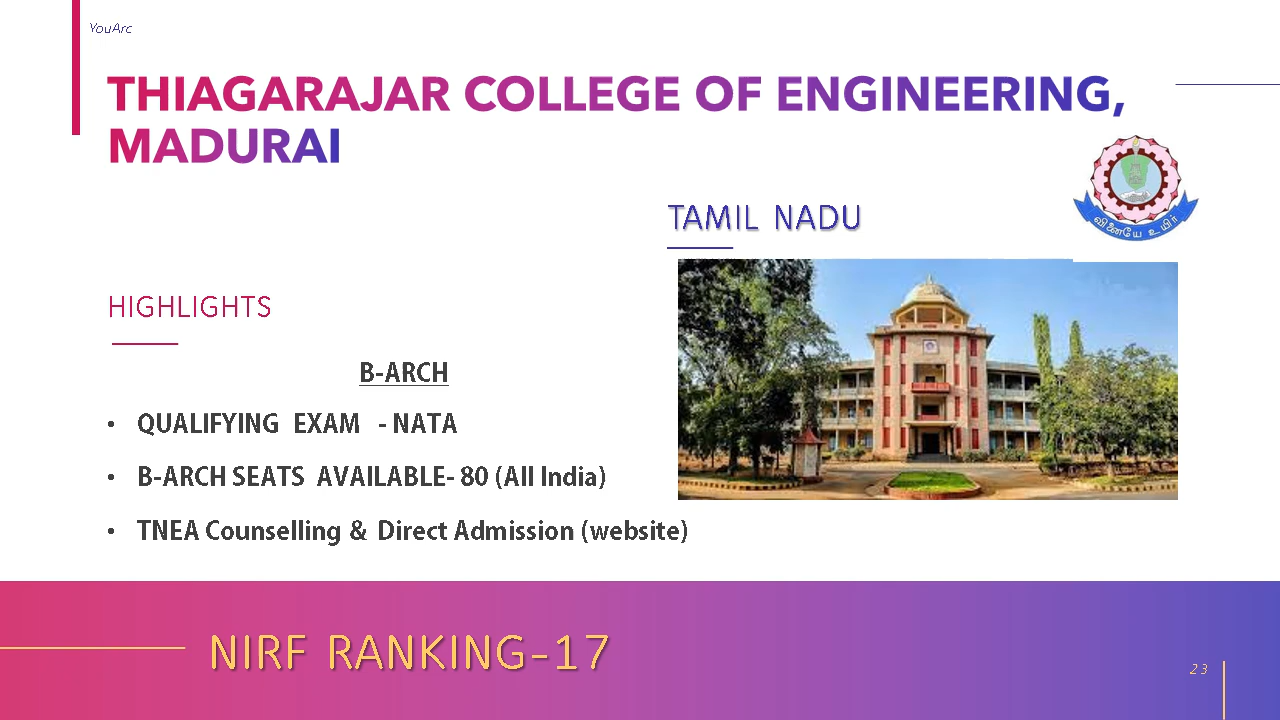 YouArc
THIAGARAJAR COLLEGE OF ENGINEERING,
MADURAI
TAMIL NADU
வினையே உயிர்
HIGHLIGHTS
B-ARCH
• QUALIFYING EXAM - NATA
• B-ARCH SEATS AVAILABLE- 80 (All India)
• TNEA Counselling & Direct Admission (website)
NIRF RANKING-17
23